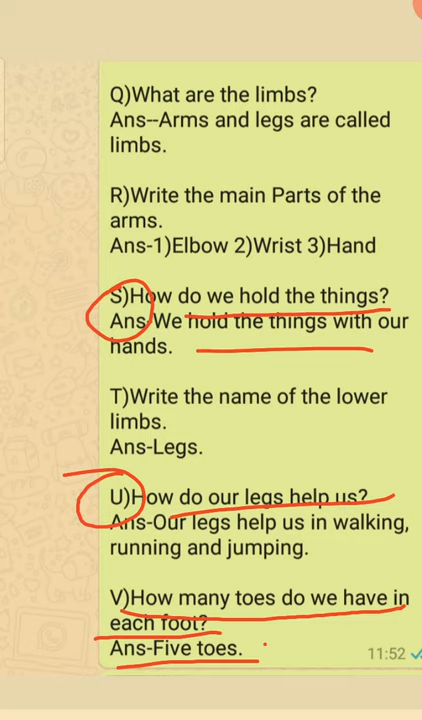 Q)What are the limbs?
Ans--Arms and legs are called
limbs.
R)Write the main Parts of the
arms.
Ans-1)Elbow 2)Wrist 3)Hand
S)How do we hold the things?
Ans-We hold the things with our
hands.
T)Write the name of the lower
limbs.
Ans-Legs.
U)How do our legs help us?
Ans-Our legs help us in walking,
running and jumping.
V)How many toes do we have in
each foot?
Ans-Five toes.
11:52